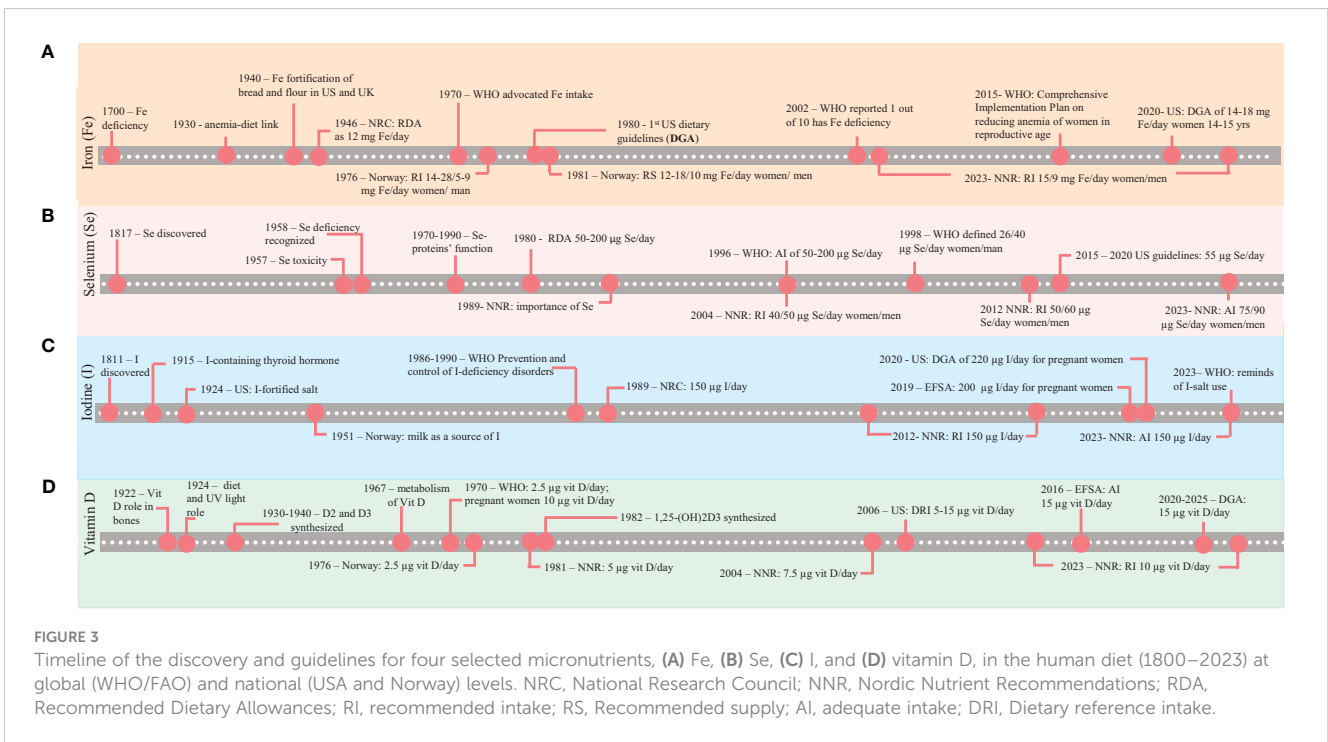 A
Iron (Fe)
1700 – Fe
deficiency
1930 - anemia-diet link
1940 – Fe fortification of
bread and flour in US and UK
1946 – NRC: RDA
as 12 mg Fe/day
1970 – WHO advocated Fe intake
1976 – Norway: RI 14-28/5-9
mg Fe/day women/ man
1980 - 1st US dietary
guidelines (DGA)
1981 – Norway: RS 12-18/10 mg Fe/day women/ men
2002 – WHO reported 1 out
of 10 has Fe deficiency
2015- WHO: Comprehensive
Implementation Plan on
reducing anemia of women in
reproductive age
2020- US: DGA of 14-18 mg
Fe/day women 14-15 yrs
2023- NNR: RI 15/9 mg Fe/day women/men
B
Selenium (Se)
1817 – Se discovered
1958 – Se deficiency
recognized
1957 – Se toxicity
1970-1990 – Se-
proteins’ function
1980 -  RDA 50-200 µg Se/day
1989- NNR: importance of Se
1996 – WHO: AI of 50-200 µg Se/day
2004 – NNR: RI 40/50 µg Se/day women/men
1998 – WHO defined 26/40
µg Se/day women/man
2012 NNR: RI 50/60 µg
Se/day women/men
2015 – 2020 US guidelines: 55 µg Se/day
2023- NNR: AI 75/90
µg Se/day women/men
C
Iodine (I)
1811 – I
discovered
1915 – I-containing thyroid hormone
1924 – US: I-fortified salt
1951 – Norway: milk as a source of I
1986-1990 – WHO Prevention and
control of I-deficiency disorders
1989 – NRC: 150 µg I/day
2012- NNR: RI 150 µg I/day
2020 - US: DGA of 220 µg I/day for pregnant women
2019 – EFSA: 200  µg I/day for pregnant women
2023– WHO: reminds
of I-salt use
2023- NNR: AI 150 µg I/day
D
Vitamin D
1922 – Vit
D role in
bones
1924 –  diet
and UV light
role
1930-1940 – D2 and D3
synthesized
1967 – metabolism
of Vit D
1970 – WHO: 2.5 µg vit D/day;
pregnant women 10 µg vit D/day
1976 – Norway: 2.5 µg vit D/day
1982 – 1,25-(OH)2D3 synthesized
1981 – NNR: 5 µg vit D/day
2004 – NNR: 7.5 µg vit D/day
2006 – US: DRI 5-15 µg vit D/day
2016 – EFSA: AI
15 µg vit D/day
2020-2025 – DGA:
15 µg vit D/day
2023 – NNR: RI 10 µg vit D/day
FIGURE 3
Timeline of the discovery and guidelines for four selected micronutrients, (A) Fe, (B) Se, (C) I, and (D) vitamin D, in the human diet (1800–2023) at
global (WHO/FAO) and national (USA and Norway) levels. NRC, National Research Council; NNR, Nordic Nutrient Recommendations; RDA,
Recommended Dietary Allowances; RI, recommended intake; RS, Recommended supply; AI, adequate intake; DRI, Dietary reference intake.